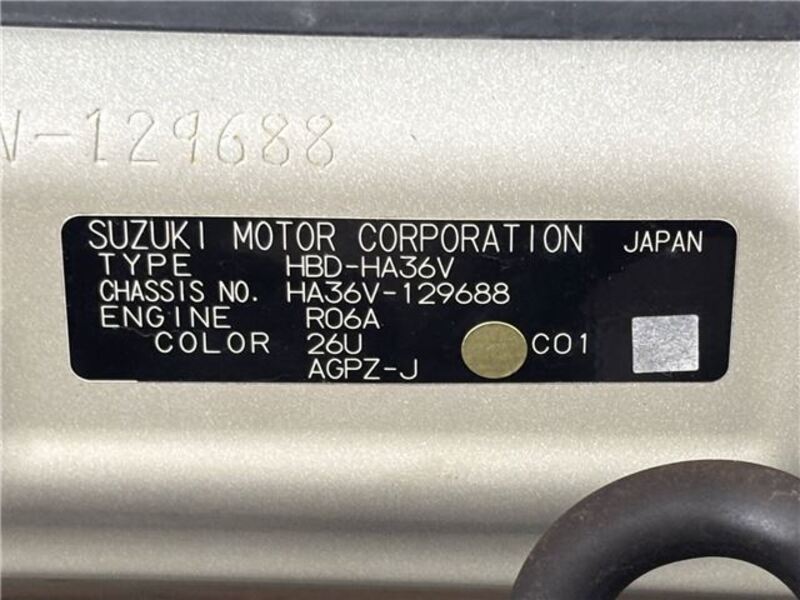 V-129688
SUZUKI MOTOR CORPORATION JAPAN
TYPE HBD-HA36V
CHASSIS NO. HA36V-129688
ENGINE R06A
COLOR 26U C01
AGPZ-J